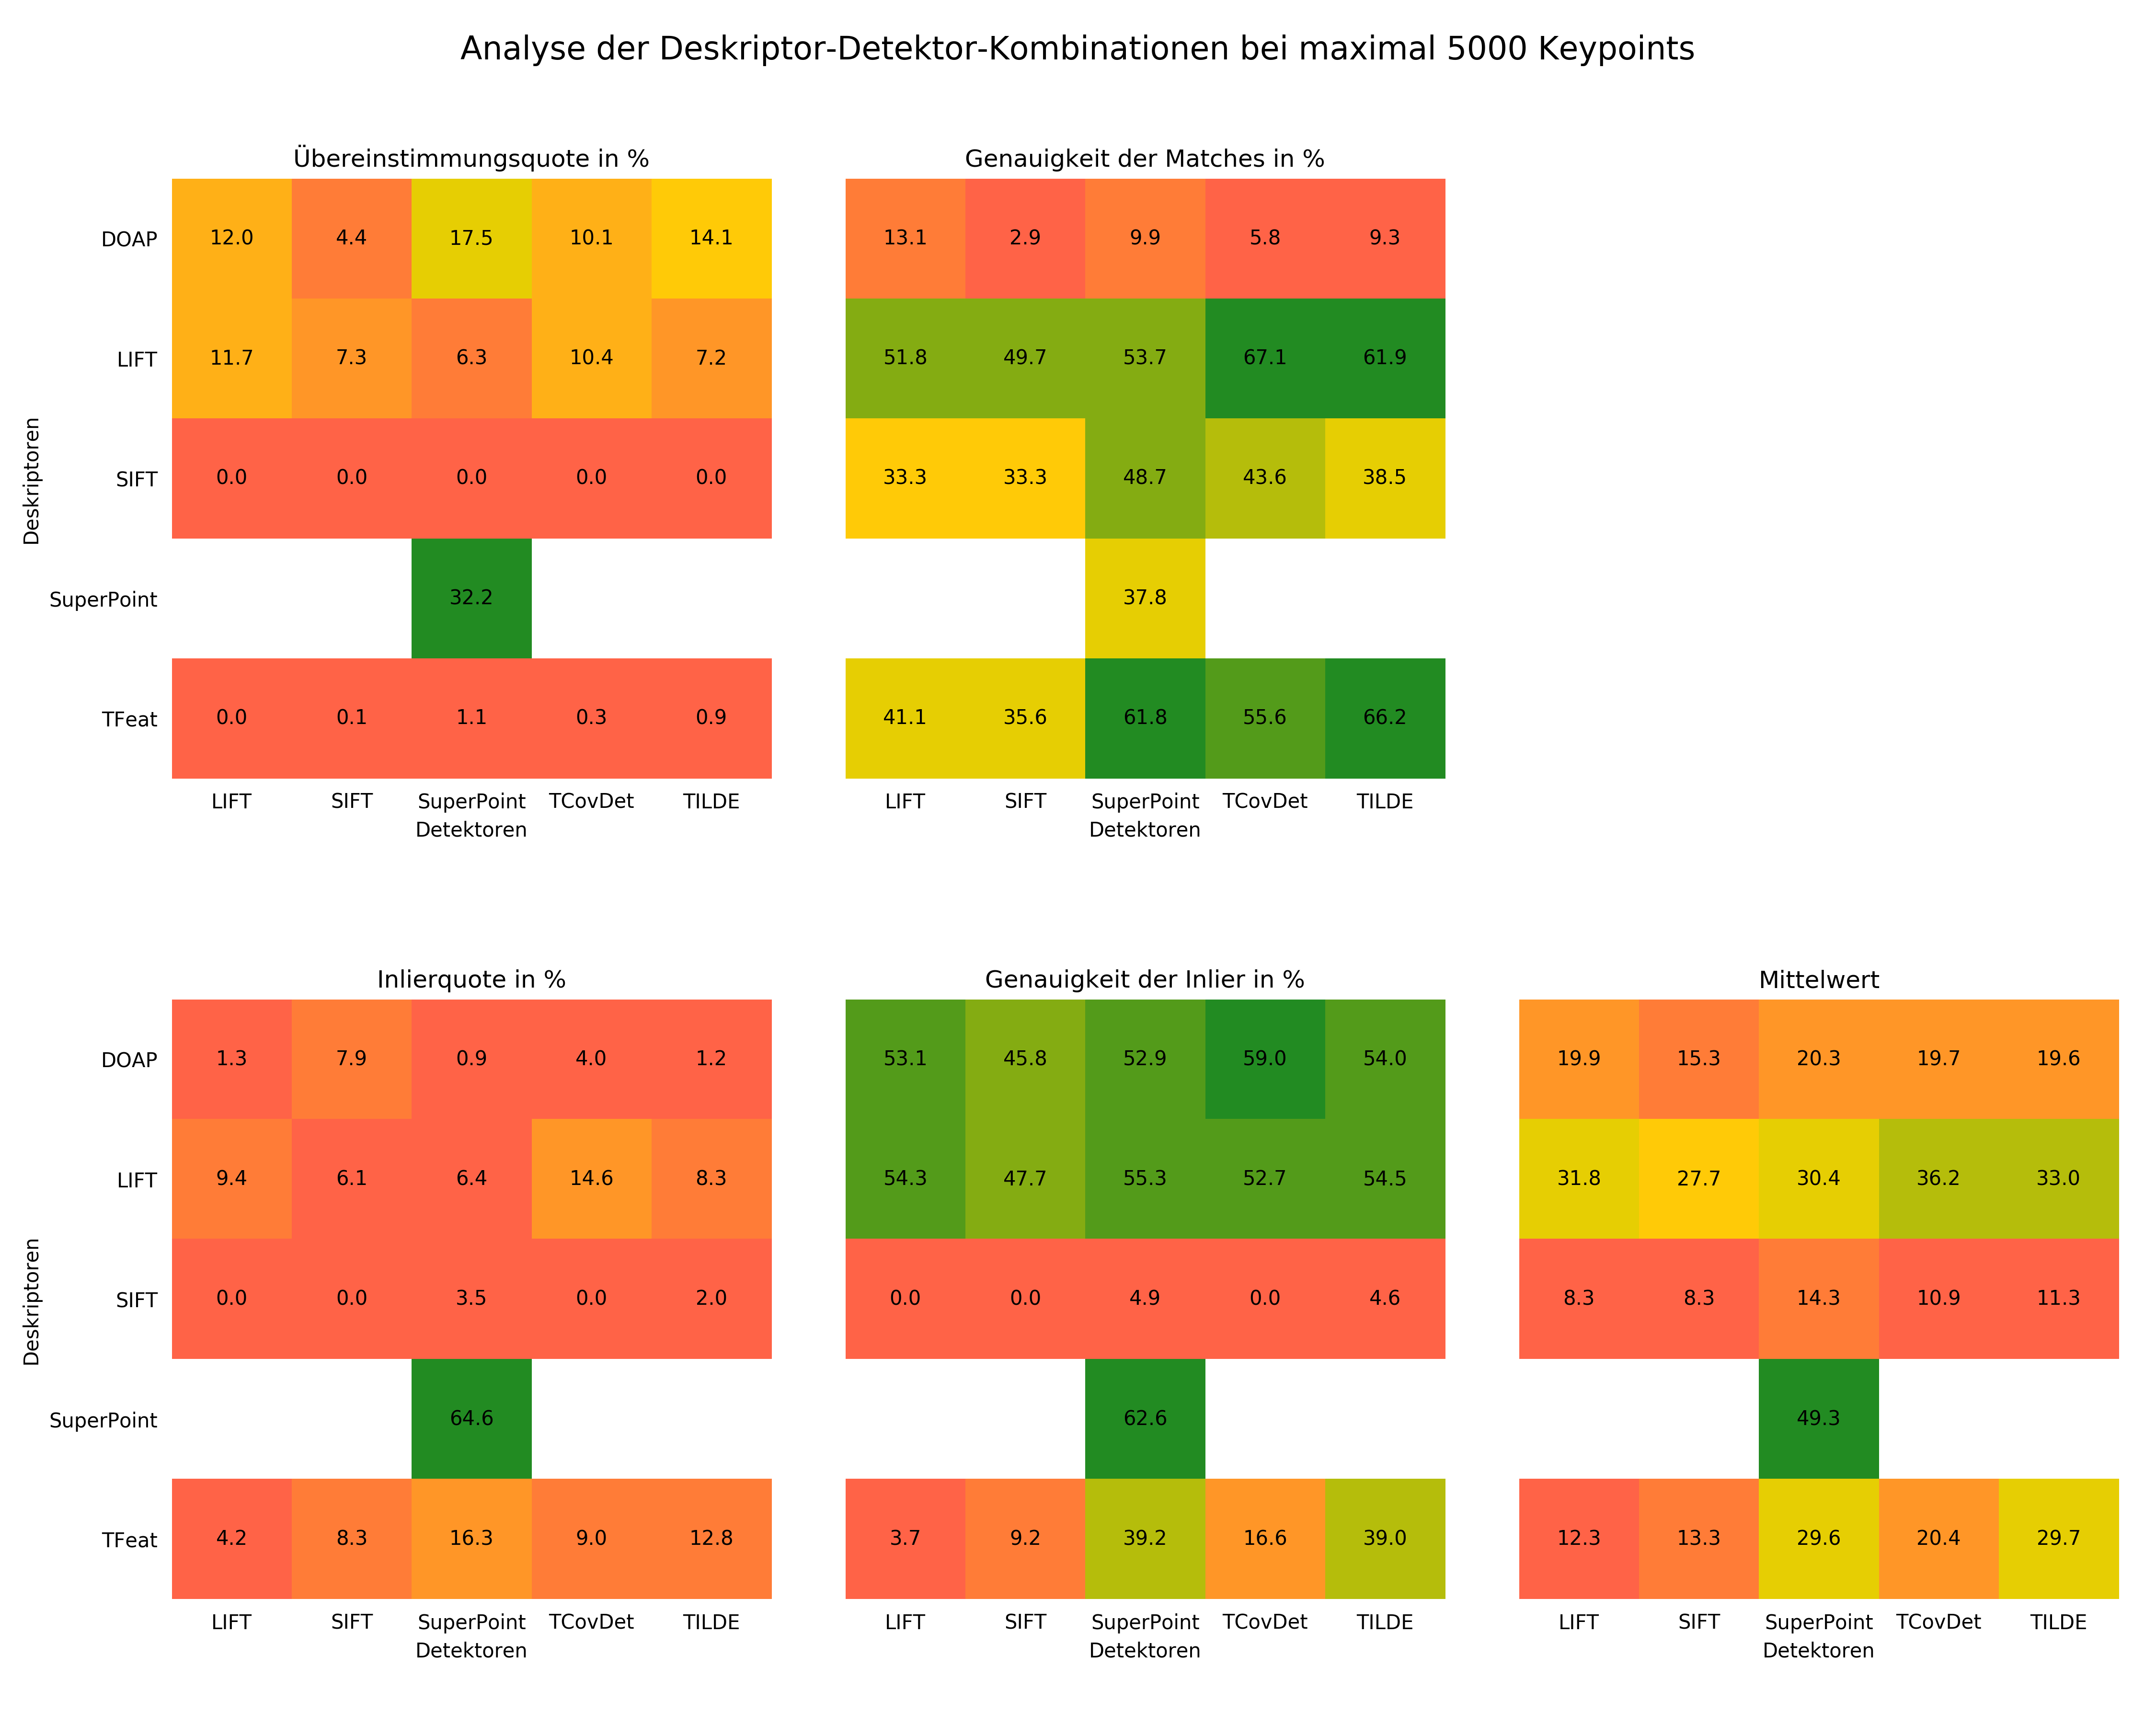 Analyse der Deskriptor-Detektor-Kombinationen bei maximal 5000 Keypoints
Übereinstimmungsquote in %
Deskriptoren
DOAP 12.0 4.4 17.5 10.1 14.1
LIFT 11.7 7.3 6.3 10.4 7.2
SIFT 0.0 0.0 0.0 0.0 0.0
SuperPoint 32.2
TFeat 0.0 0.1 1.1 0.3 0.9
LIFT SIFT SuperPoint TCovDet TILDE
Detektoren
Genauigkeit der Matches in %
13.1 2.9 9.9 5.8 9.3
51.8 49.7 53.7 67.1 61.9
33.3 33.3 48.7 43.6 38.5
37.8
41.1 35.6 61.8 55.6 66.2
LIFT SIFT SuperPoint TCovDet TILDE
Detektoren
Inlierquote in %
Deskriptoren
DOAP 1.3 7.9 0.9 4.0 1.2
LIFT 9.4 6.1 6.4 14.6 8.3
SIFT 0.0 0.0 3.5 0.0 2.0
SuperPoint 64.6
TFeat 4.2 8.3 16.3 9.0 12.8
LIFT SIFT SuperPoint TCovDet TILDE
Detektoren
Genauigkeit der Inlier in %
53.1 45.8 52.9 59.0 54.0
54.3 47.7 55.3 52.7 54.5
0.0 0.0 4.9 0.0 4.6
62.6
3.7 9.2 39.2 16.6 39.0
LIFT SIFT SuperPoint TCovDet TILDE
Detektoren
Mittelwert
19.9 15.3 20.3 19.7 19.6
31.8 27.7 30.4 36.2 33.0
8.3 8.3 14.3 10.9 11.3
49.3
12.3 13.3 29.6 20.4 29.7
LIFT SIFT SuperPoint TCovDet TILDE
Detektoren